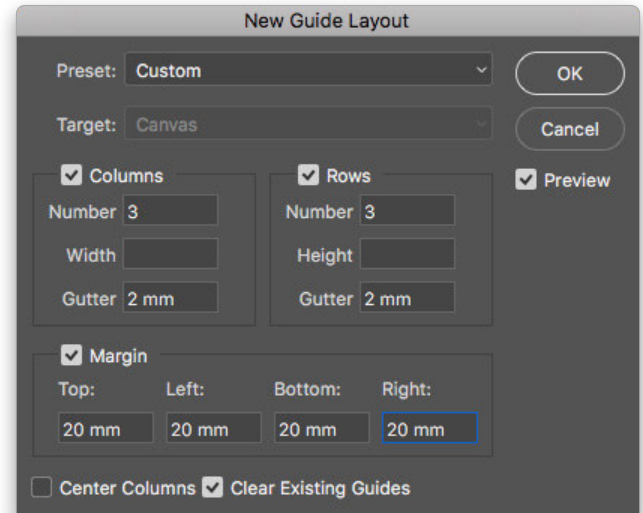 New Guide Layout
Preset: Custom
OK
Target: Canvas
Cancel
Columns
Rows
Preview
Number 3
Number 3
Width
Height
Gutter 2 mm
Gutter 2 mm
Margin
Top: Left: Bottom: Right:
20 mm 20 mm 20 mm 20 mm
Center Columns Clear Existing Guides